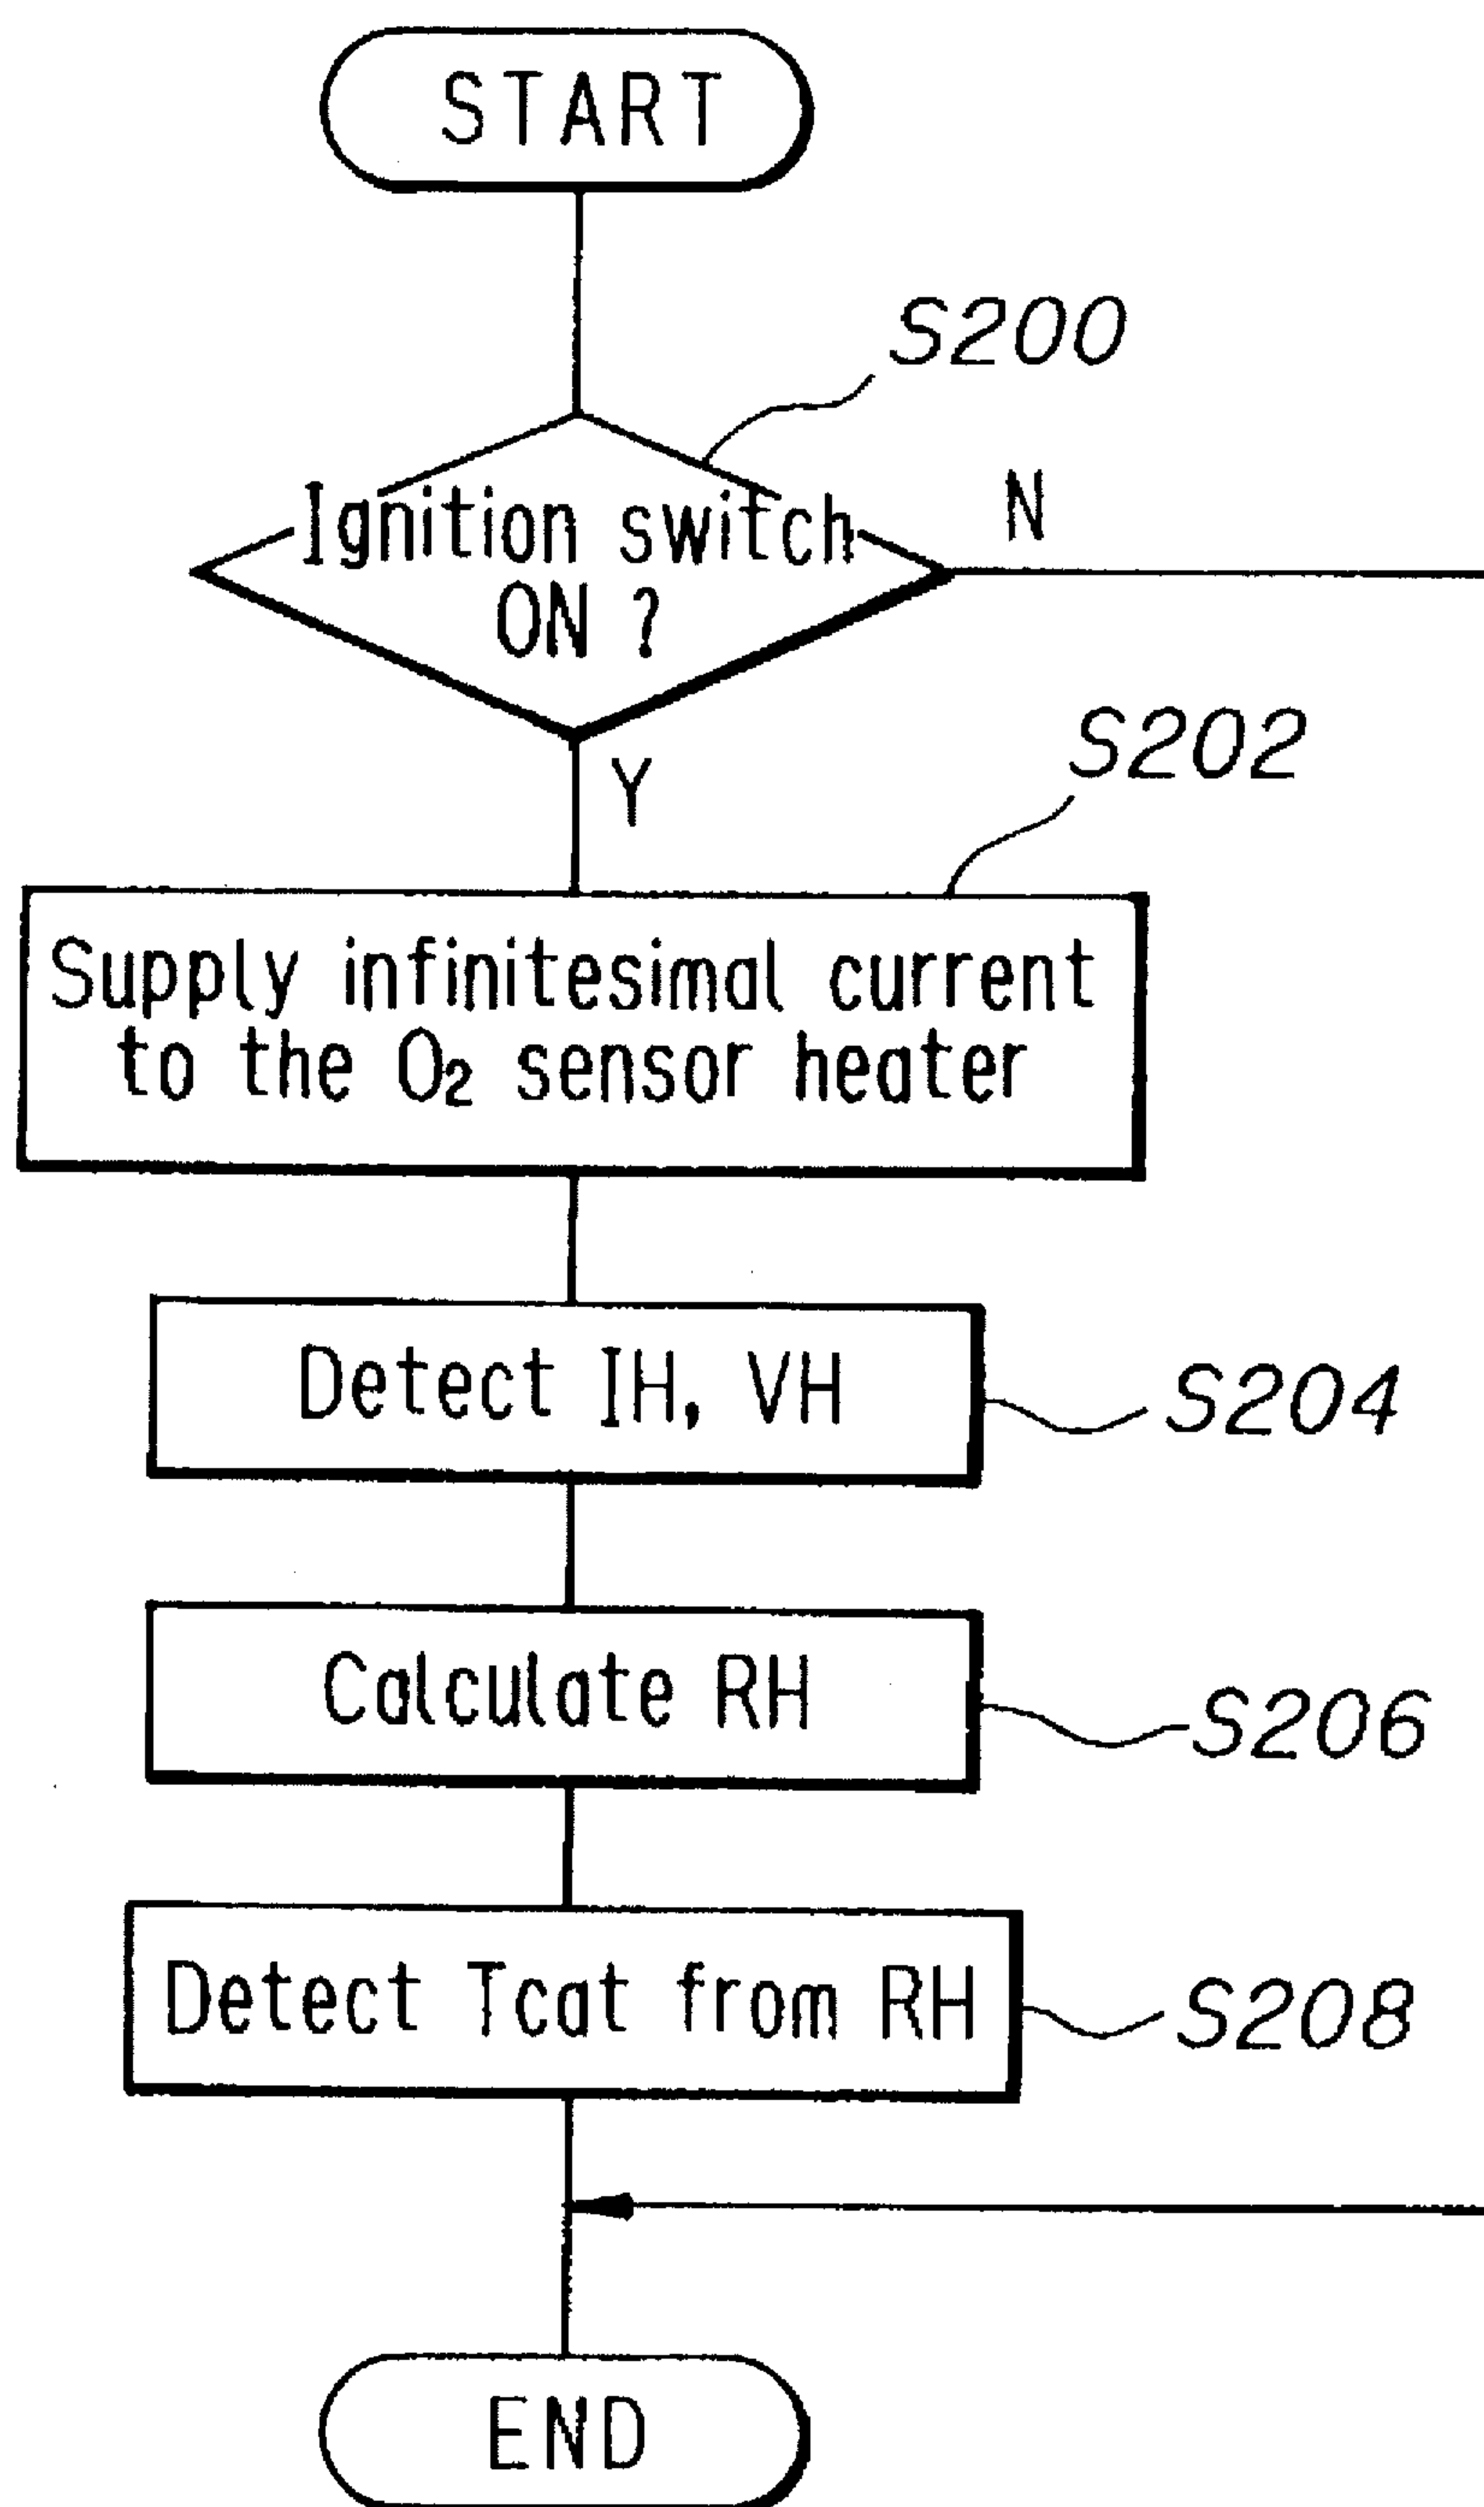 START
S200
Ignition switch
ON ?
N
Y
S202
Supply infinitesimal current
to the O₂ sensor heater
Detect IH, VH
S204
Calculate RH
S206
Detect Tcat from RH
S208
END